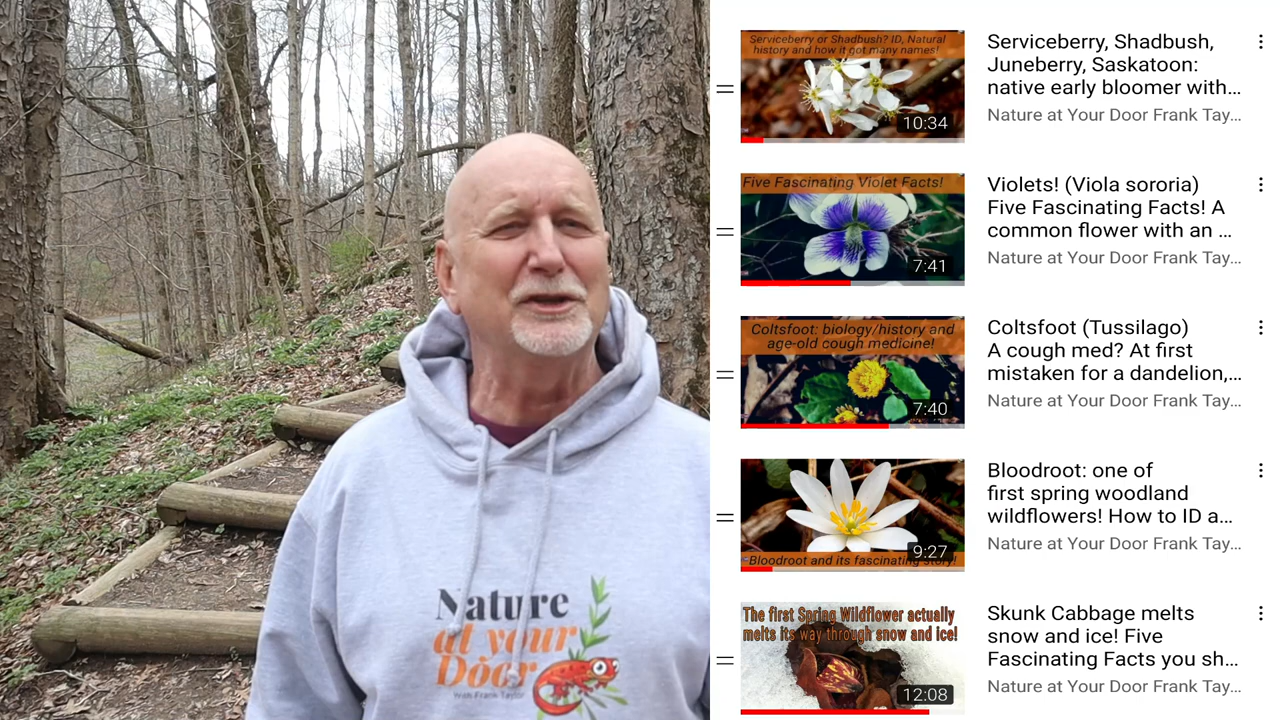 Nature
at your
Door
With Frank Taylor
Serviceberry or Shadbush? ID, Natural
history and how it got many names!
10:34
Serviceberry, Shadbush,
Juneberry, Saskatoon:
native early bloomer with...
Nature at Your Door Frank Tay...
Five Fascinating Violet Facts!
7:41
Violets! (Viola sororia)
Five Fascinating Facts! A
common flower with an ...
Nature at Your Door Frank Tay...
Coltsfoot: biology/history and
age-old cough medicine!
7:40
Coltsfoot (Tussilago)
A cough med? At first
mistaken for a dandelion,...
Nature at Your Door Frank Tay...
9:27
Bloodroot and its fascinating story!
Bloodroot: one of
first spring woodland
wildflowers! How to ID a...
Nature at Your Door Frank Tay...
The first Spring Wildflower actually
melts its way through snow and ice!
12:08
Skunk Cabbage melts
snow and ice! Five
Fascinating Facts you sh...
Nature at Your Door Frank Tay...